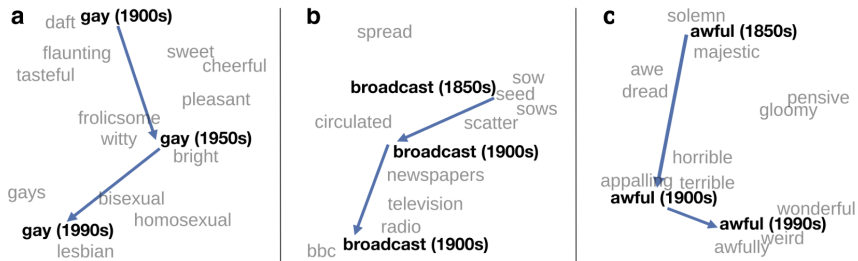 a
daft gay (1900s)
flaunting
sweet
tasteful
cheerful
pleasant
frolicsome
witty
gay (1950s)
bright
gays
bisexual
homosexual
gay (1990s)
lesbian
b
spread
broadcast (1850s)
sow
seed
sows
circulated
scatter
broadcast (1900s)
newspapers
television
radio
bbc
broadcast (1900s)
c
solemn
awful (1850s)
majestic
awe
dread
pensive
gloomy
horrible
appalling terrible
awful (1900s)
wonderful
awful (1990s)
weird
awfully